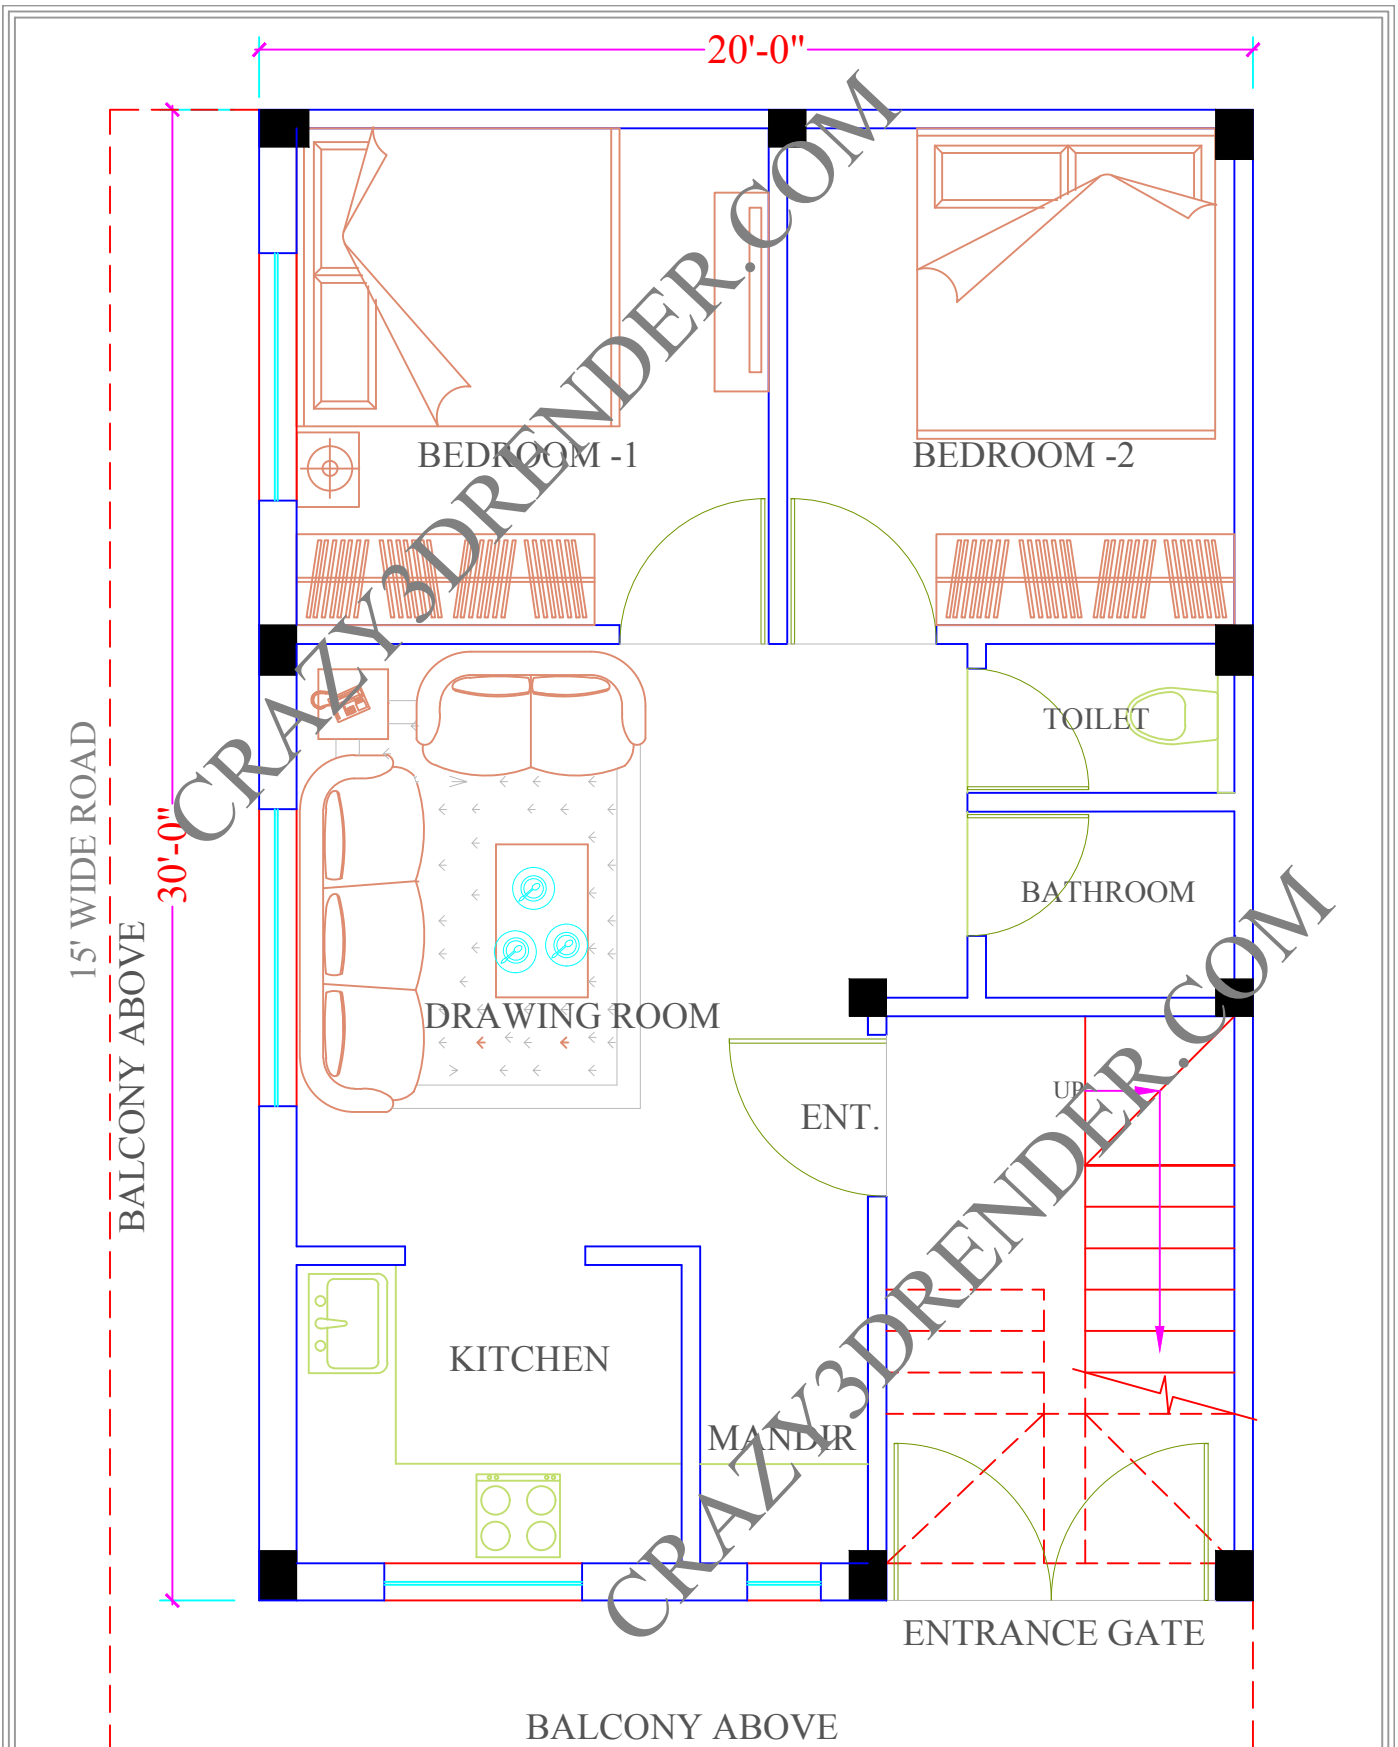 20'-0"
CRAZY3DRENDER.COM
BEDROOM -1
BEDROOM -2
TOILET
15' WIDE ROAD
30'-0"
BATHROOM
BALCONY ABOVE
DRAWING ROOM
CRAZY3DRENDER.COM
UP
ENT.
KITCHEN
MANDIR
ENTRANCE GATE
BALCONY ABOVE